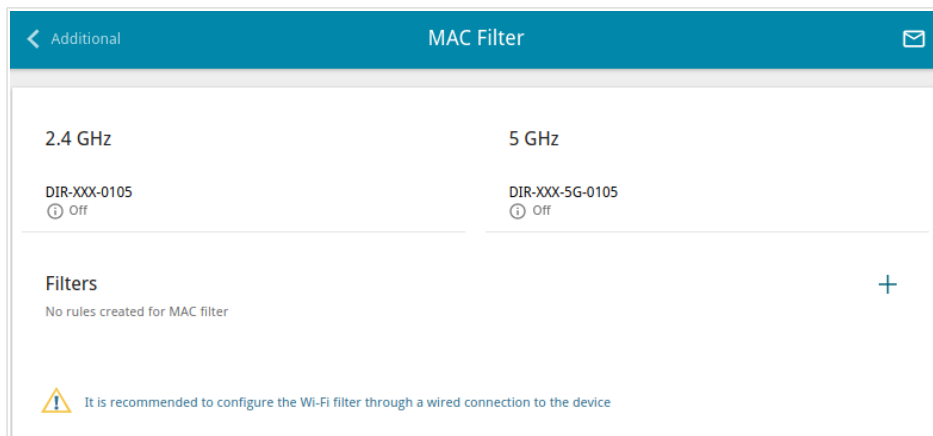 Additional
MAC Filter
2.4 GHz
5 GHz
DIR-XXX-0105
DIR-XXX-5G-0105
Off
Off
Filters
No rules created for MAC filter
It is recommended to configure the Wi-Fi filter through a wired connection to the device